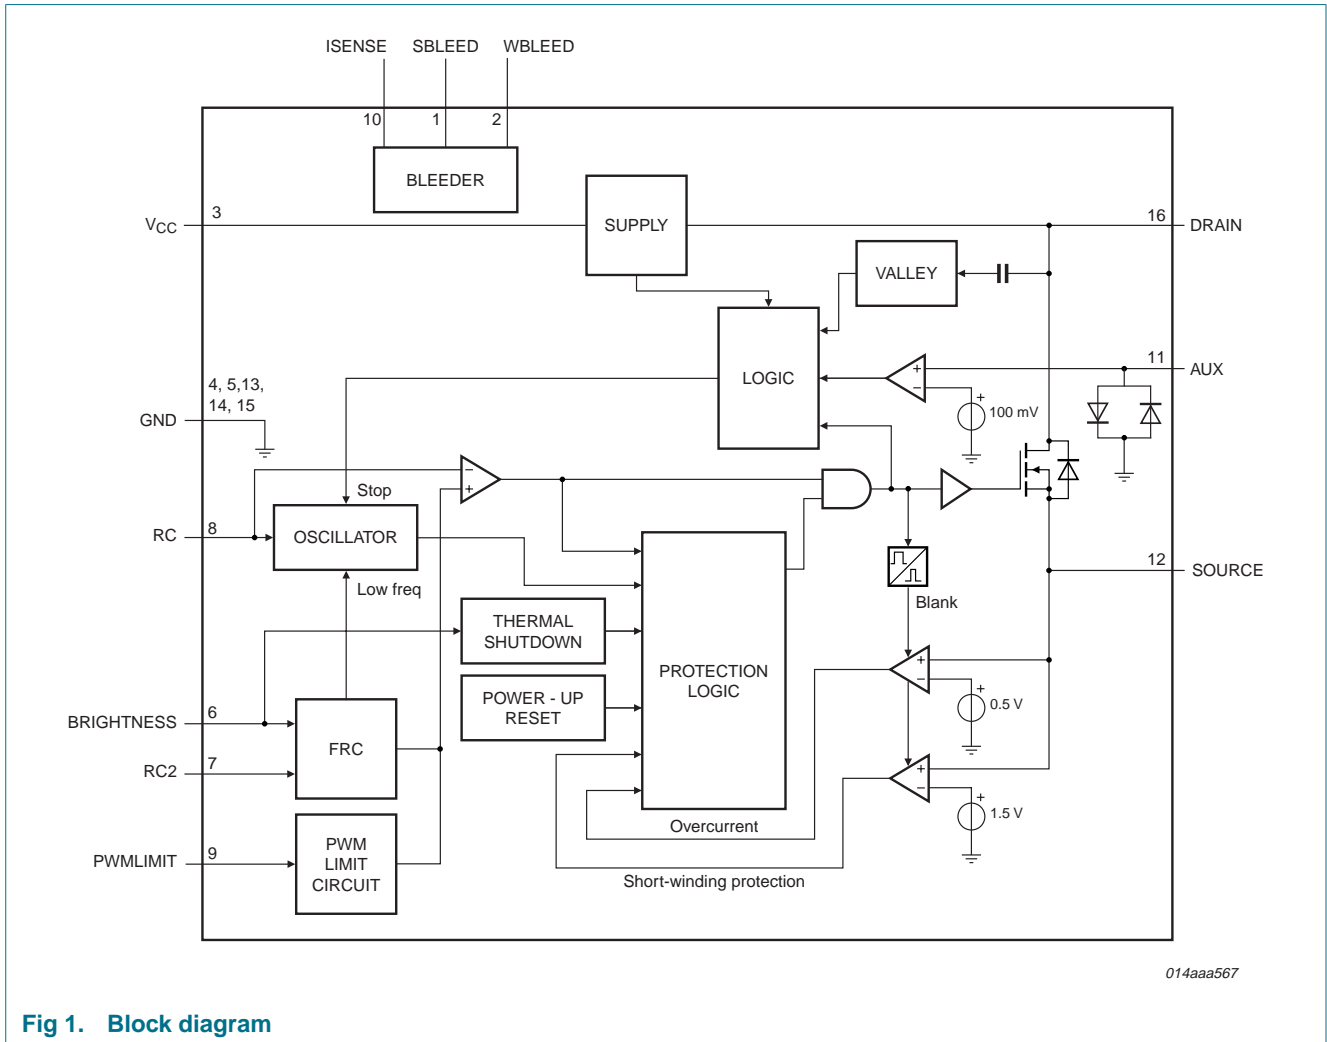 ISENSE SBLEED WBLEED
10 1 2
BLEEDER
VCC 3
SUPPLY
16 DRAIN
VALLEY
LOGIC
+
−
+
100 mV
11 AUX
4, 5,13,
14, 15
GND
−
+
Stop
RC 8
OSCILLATOR
Low freq
THERMAL
SHUTDOWN
POWER - UP
RESET
PROTECTION
LOGIC
Blank
12 SOURCE
+
−
+
0.5 V
BRIGHTNESS 6
FRC
RC2 7
+
−
+
1.5 V
PWMLIMIT 9
PWM
LIMIT
CIRCUIT
Overcurrent
Short-winding protection
014aaa567
Fig 1. Block diagram